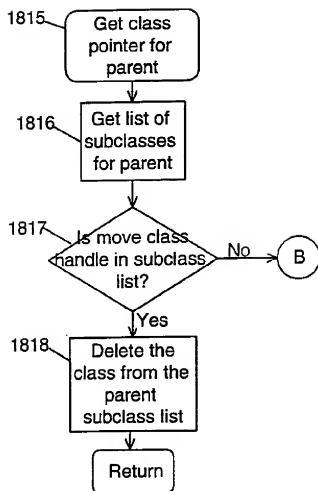 1815
Get class
pointer for
parent
1816
Get list of
subclasses
for parent
1817
Is move class
handle in subclass
list?
No
B
Yes
1818
Delete the
class from the
parent
subclass list
Return